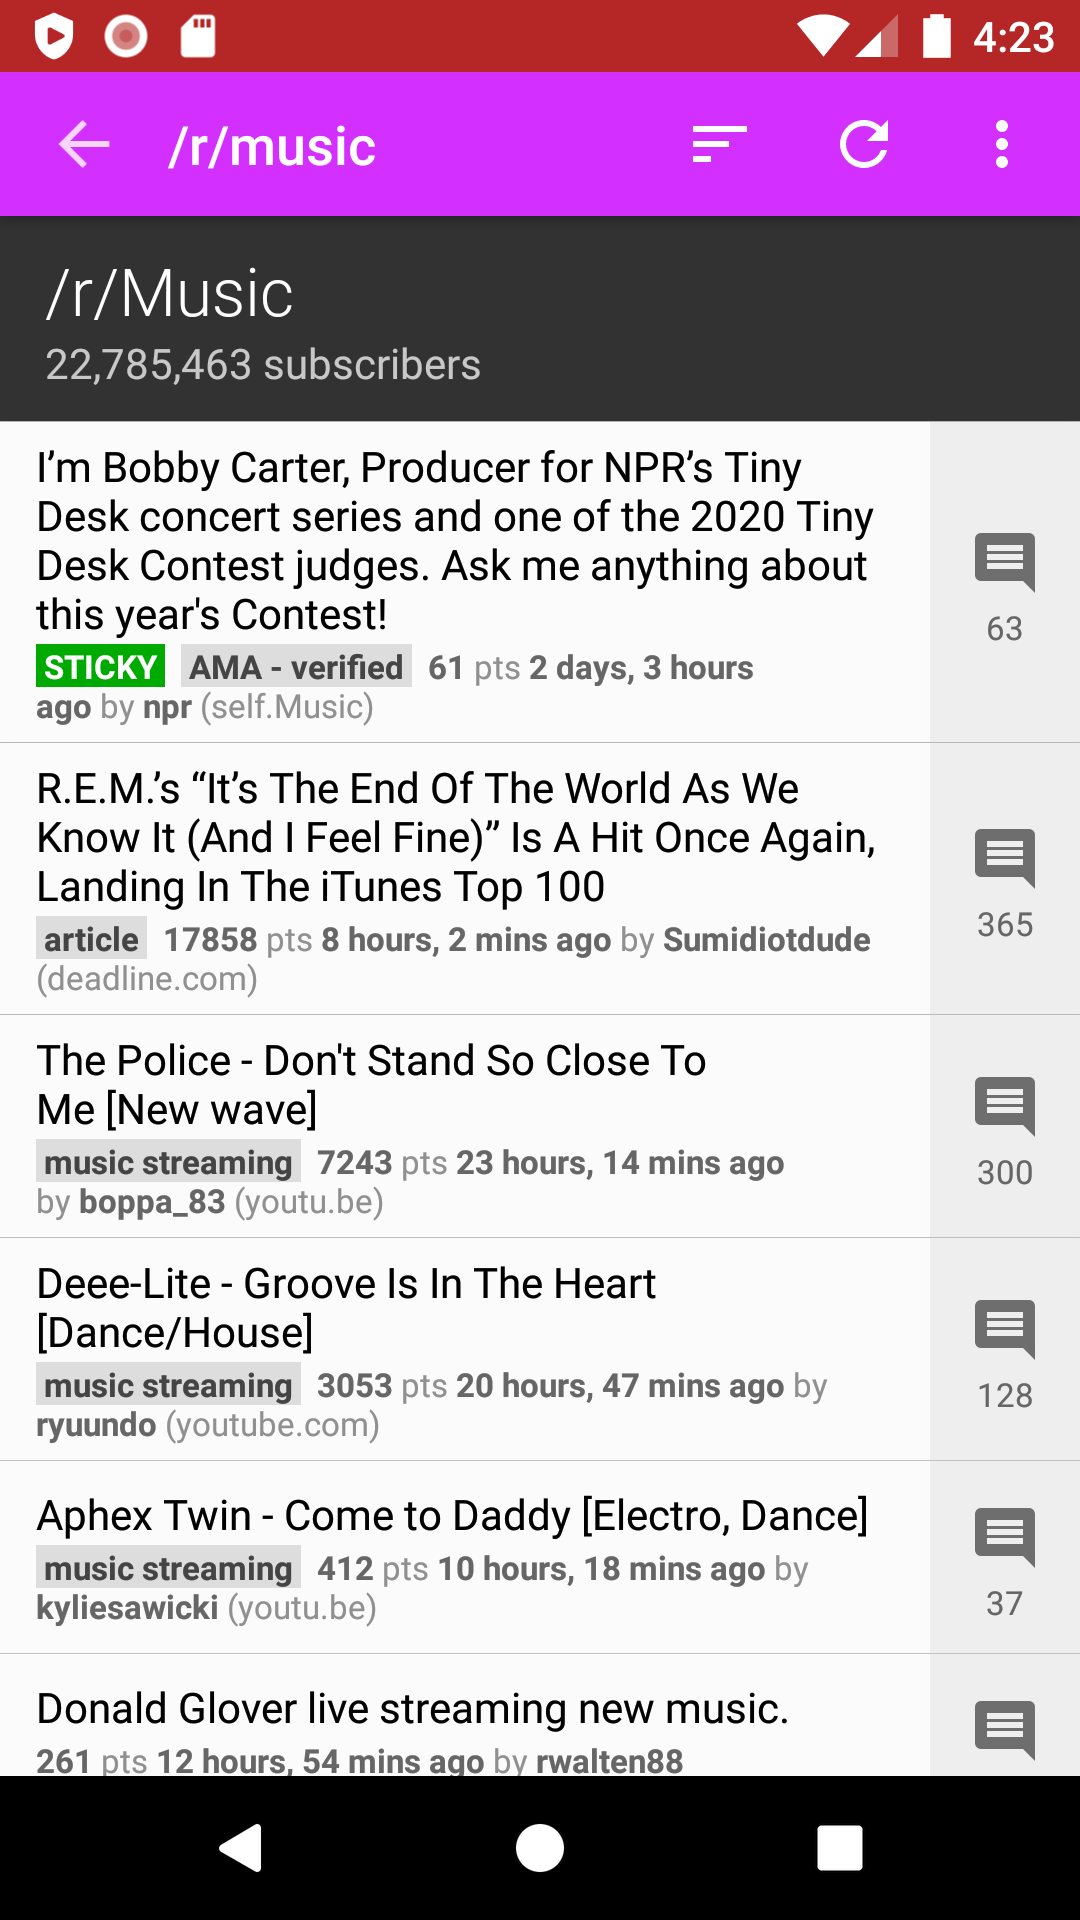 4:23
/r/music
/r/Music
22,785,463 subscribers
I’m Bobby Carter, Producer for NPR’s Tiny
Desk concert series and one of the 2020 Tiny
Desk Contest judges. Ask me anything about
this year's Contest!
STICKY AMA - verified 61 pts 2 days, 3 hours
ago by npr (self.Music)
63
R.E.M.’s “It’s The End Of The World As We
Know It (And I Feel Fine)” Is A Hit Once Again,
Landing In The iTunes Top 100
article 17858 pts 8 hours, 2 mins ago by Sumidiotdude
(deadline.com)
365
The Police - Don't Stand So Close To
Me [New wave]
music streaming 7243 pts 23 hours, 14 mins ago
by boppa_83 (youtu.be)
300
Deee-Lite - Groove Is In The Heart
[Dance/House]
music streaming 3053 pts 20 hours, 47 mins ago by
ryuundo (youtube.com)
128
Aphex Twin - Come to Daddy [Electro, Dance]
music streaming 412 pts 10 hours, 18 mins ago by
kyliesawicki (youtu.be)
37
Donald Glover live streaming new music.
261 pts 12 hours, 54 mins ago by rwalten88